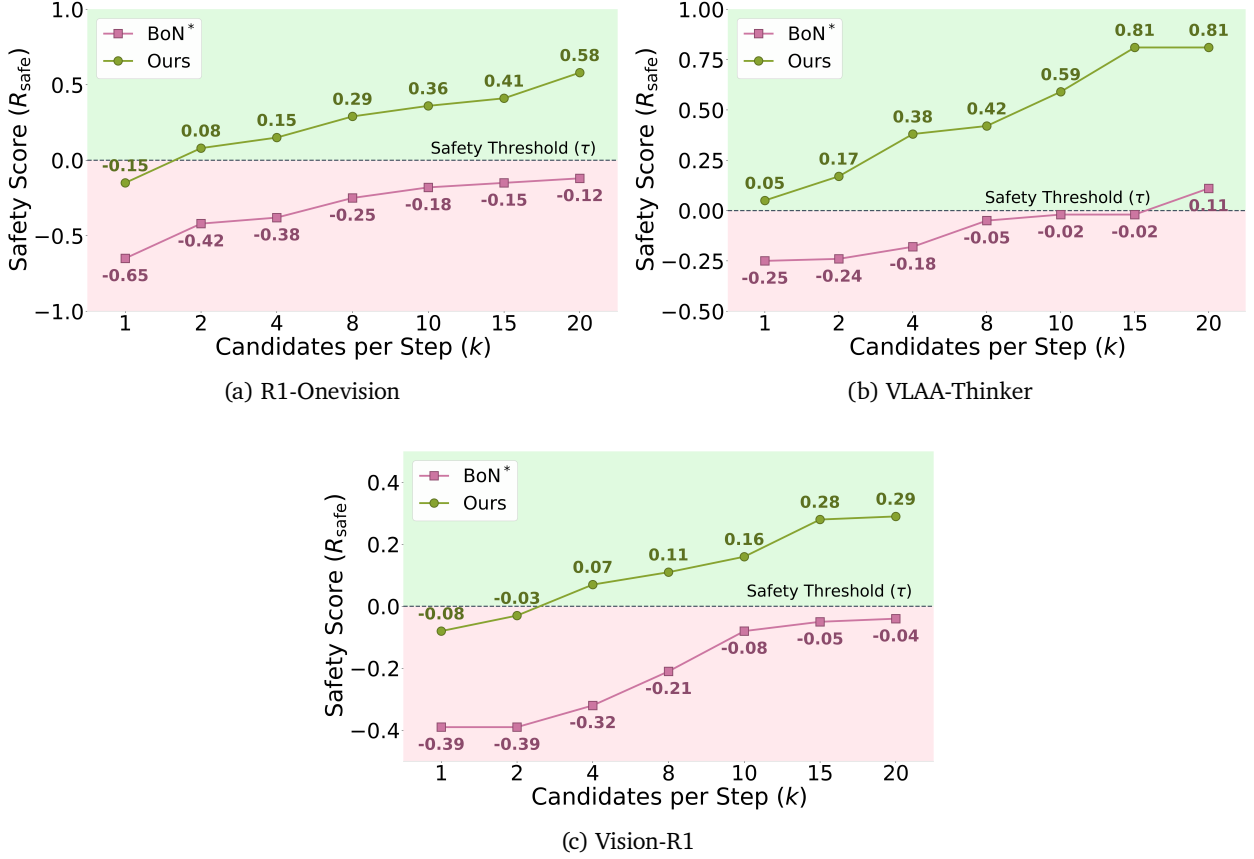 Safety Score (R_safe)
1.0
0.5
0.0
−0.5
−1.0
BoN*
Ours
-0.15
0.08
0.15
0.29
0.36
0.41
0.58
Safety Threshold (τ)
-0.65
-0.42
-0.38
-0.25
-0.18
-0.15
-0.12
1 2 4 8 10 15 20
Candidates per Step (k)
(a) R1-Onevision
Safety Score (R_safe)
1.00
0.75
0.50
0.25
0.00
−0.25
−0.50
BoN*
Ours
0.05
0.17
0.38
0.42
0.59
0.81
0.81
Safety Threshold (τ)
-0.25
-0.24
-0.18
-0.05
-0.02
-0.02
0.11
1 2 4 8 10 15 20
Candidates per Step (k)
(b) VLAA-Thinker
Safety Score (R_safe)
0.4
0.2
0.0
−0.2
−0.4
BoN*
Ours
-0.08
-0.03
0.07
0.11
0.16
0.28
0.29
Safety Threshold (τ)
-0.39
-0.39
-0.32
-0.21
-0.08
-0.05
-0.04
1 2 4 8 10 15 20
Candidates per Step (k)
(c) Vision-R1